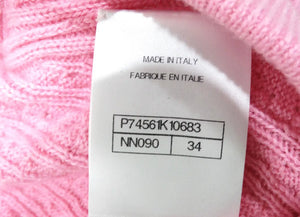 MADE IN ITALY
FABRIQUE EN ITALIE
P74561K10683
NN090 34